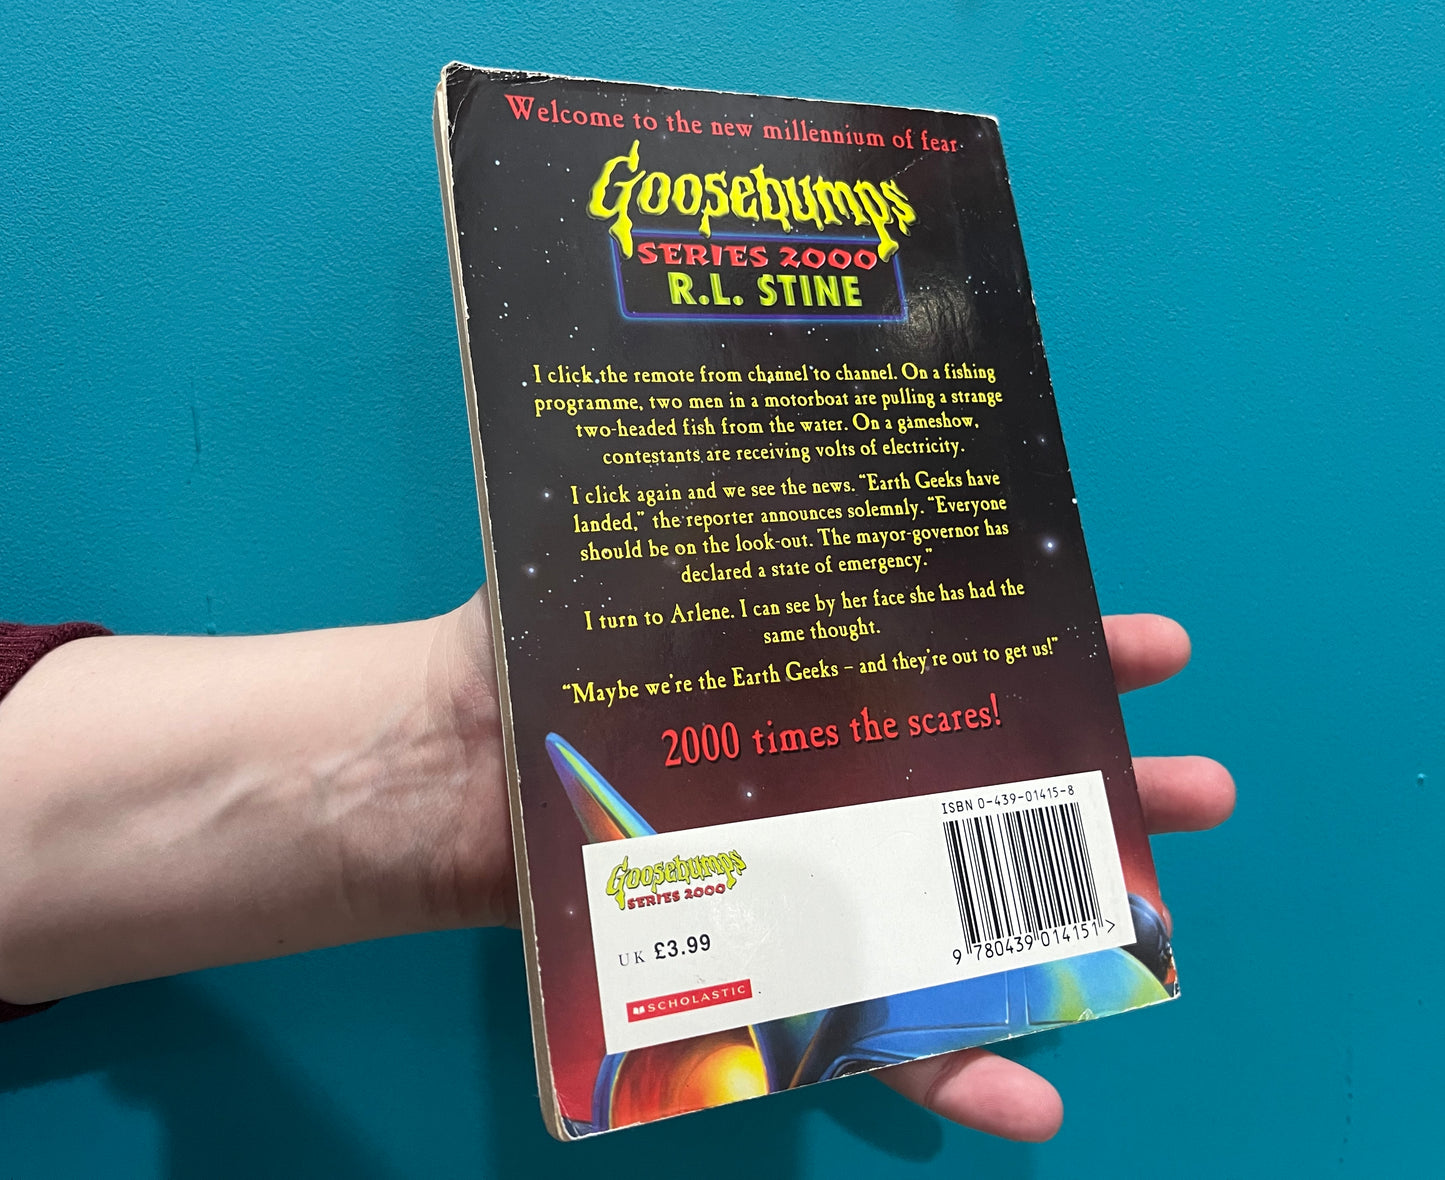 Welcome to the new millennium of fear
Goosebumps
SERIES 2000
R.L. STINE
I click the remote from channel to channel. On a fishing
programme, two men in a motorboat are pulling a strange
two-headed fish from the water. On a gameshow,
contestants are receiving volts of electricity.
I click again and we see the news. “Earth Geeks have
landed,” the reporter announces solemnly. “Everyone
should be on the look-out. The mayor-governor has
declared a state of emergency.”
I turn to Arlene. I can see by her face she has had the
same thought.
“Maybe we’re the Earth Geeks – and they’re out to get us!”
2000 times the scares!
ISBN 0-439-01415-8
Goosebumps
SERIES 2000
UK £3.99
9 780439 014151 >
SCHOLASTIC